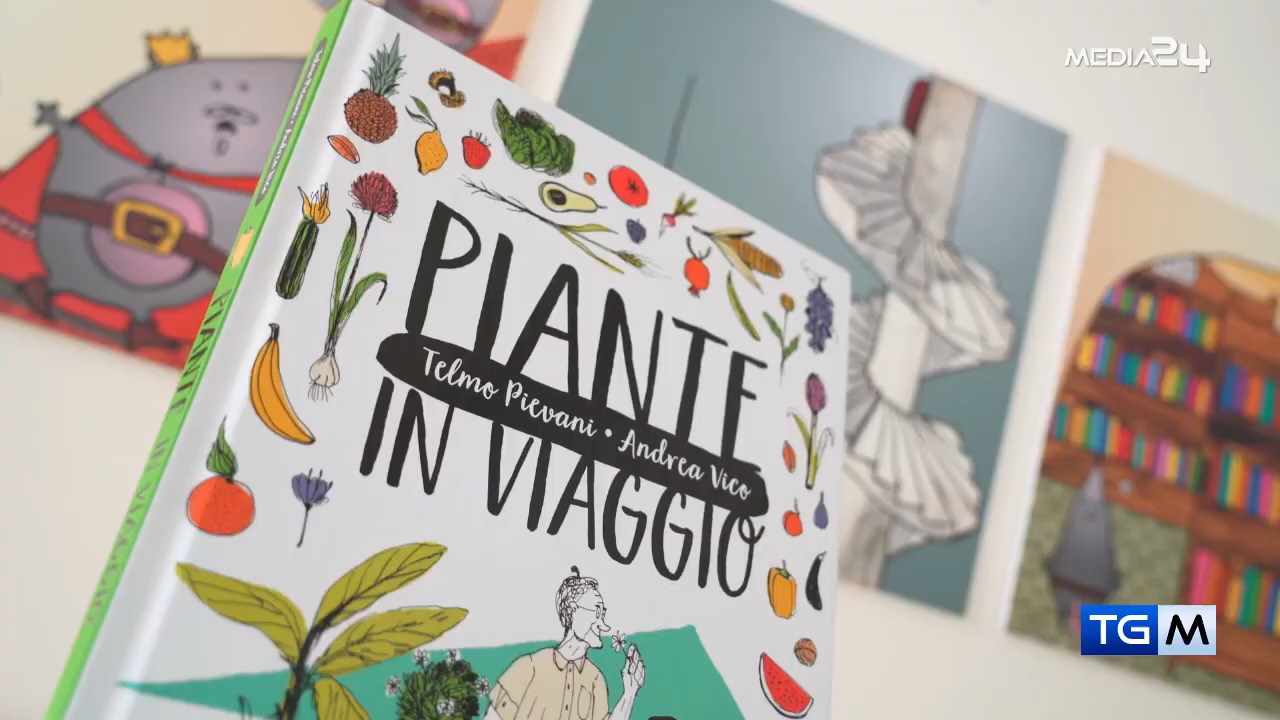 MEDIA24
PIANTE
Telmo Pievani • Andrea Vico
IN VIAGGIO
PIANTE IN VIAGGIO
TGM